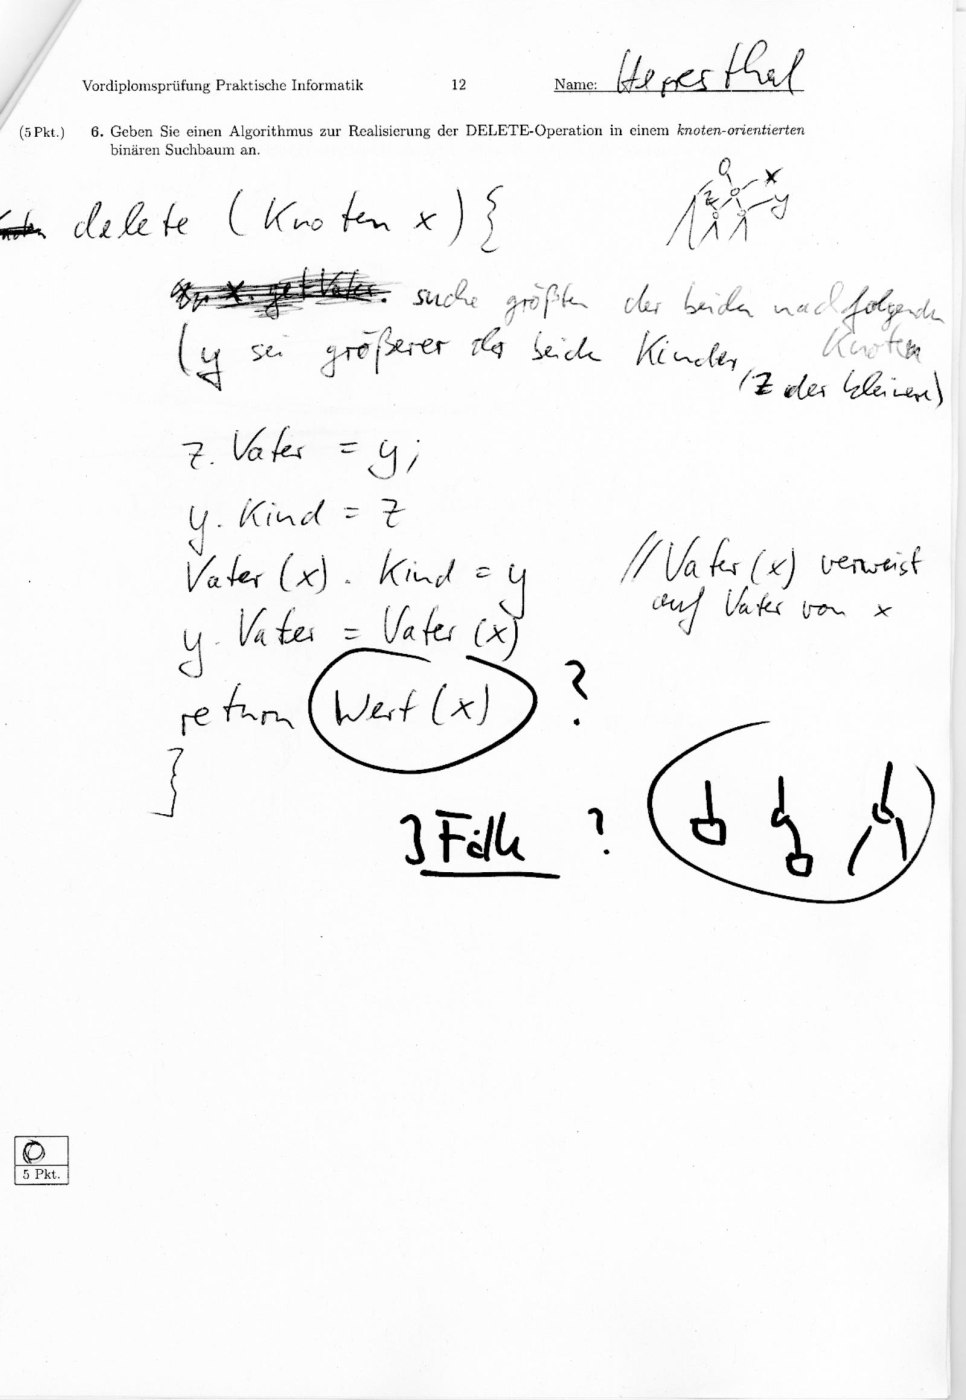 Vordiplomsprüfung Praktische Informatik 12 Name:
(5 Pkt.) 6. Geben Sie einen Algorithmus zur Realisierung der DELETE-Operation in einem knoten-orientierten
binären Suchbaum an.
z x y
delete (Knoten x) {
suche größten der beiden nachfolgenden
Knoten
(y sei größerer der beide Kinder,
z der kleinere)
z. Vater = y;
y. Kind = z
Vater (x) . Kind = y //Vater (x) verweist
auf Vater von x
y. Vater = Vater (x)
return Wert (x) ?
}
3 Fälle ?
0
5 Pkt.